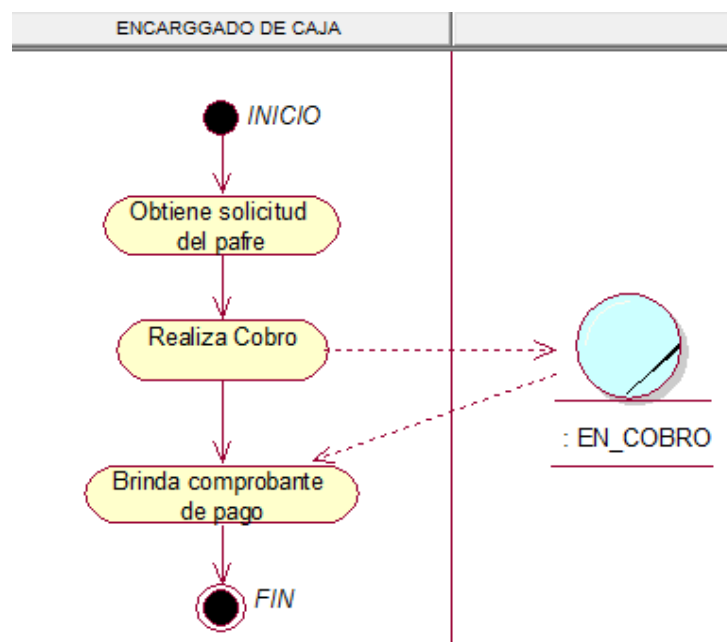 ENCARGGADO DE CAJA
INICIO
Obtiene solicitud
del pafre
Realiza Cobro
: EN_COBRO
Brinda comprobante
de pago
FIN